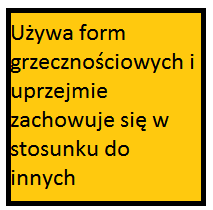 Używa form
grzecznościowych i
uprzejmie
zachowuje się w
stosunku do
innych